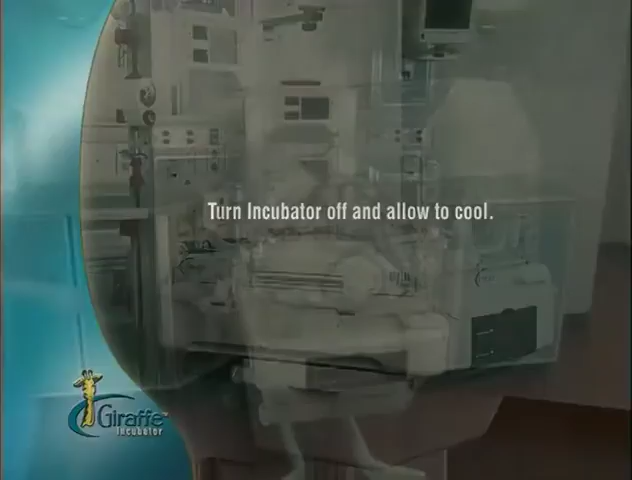 Turn Incubator off and allow to cool.
Giraffe
Incubator